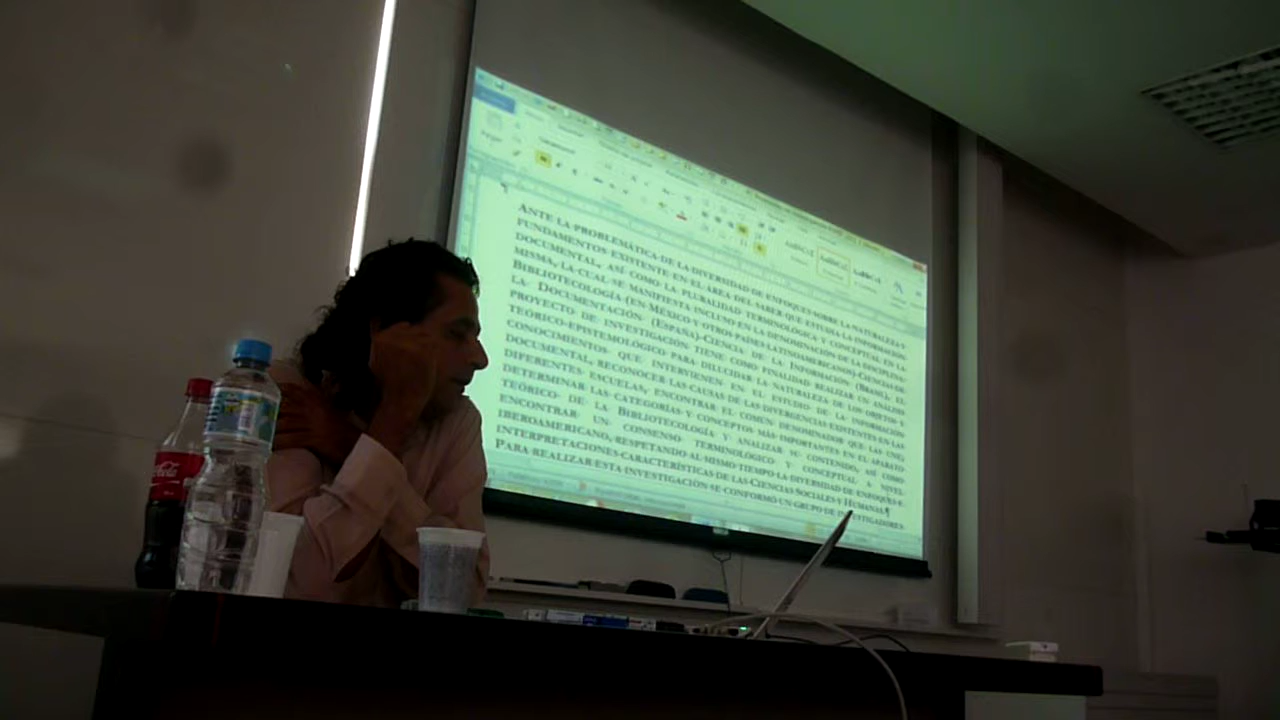 ANTE LA PROBLEMÁTICA DE LA DIVERSIDAD DE ENFOQUES SOBRE LA NATURALEZA Y
FUNDAMENTOS EXISTENTE EN EL ÁREA DEL SABER QUE ESTUDIA LA INFORMACIÓN
DOCUMENTAL, ASÍ COMO LA PLURALIDAD TERMINOLÓGICA Y CONCEPTUAL EN LA
MISMA, LA CUAL SE MANIFIESTA INCLUSO EN LA DENOMINACIÓN DE LA DISCIPLINA:
BIBLIOTECOLOGÍA (EN MÉXICO Y OTROS PAÍSES LATINOAMERICANOS) CIENCIAS DE
LA DOCUMENTACIÓN (ESPAÑA) CIENCIA DE LA INFORMACIÓN (BRASIL), EL
PROYECTO DE INVESTIGACIÓN TIENE COMO FINALIDAD REALIZAR UN ANÁLISIS
TEÓRICO-EPISTEMOLÓGICO PARA DILUCIDAR LA NATURALEZA DE LOS OBJETOS Y
CONOCIMIENTOS QUE INTERVIENEN EN EL ESTUDIO DE LA INFORMACIÓN
DOCUMENTAL, RECONOCER LAS CAUSAS DE LAS DIVERGENCIAS EXISTENTES EN LAS
DIFERENTES ESCUELAS, ENCONTRAR EL COMÚN DENOMINADOR QUE LAS UNE;
DETERMINAR LAS CATEGORÍAS Y CONCEPTOS MÁS IMPORTANTES EN EL APARATO
TEÓRICO DE LA BIBLIOTECOLOGÍA Y ANALIZAR SU CONTENIDO, ASÍ COMO
ENCONTRAR UN CONSENSO TERMINOLÓGICO Y CONCEPTUAL A NIVEL
IBEROAMERICANO, RESPETANDO AL MISMO TIEMPO LA DIVERSIDAD DE ENFOQUES E
INTERPRETACIONES CARACTERÍSTICAS DE LAS CIENCIAS SOCIALES Y HUMANAS.¶
PARA REALIZAR ESTA INVESTIGACIÓN SE CONFORMÓ UN GRUPO DE INVESTIGADORES